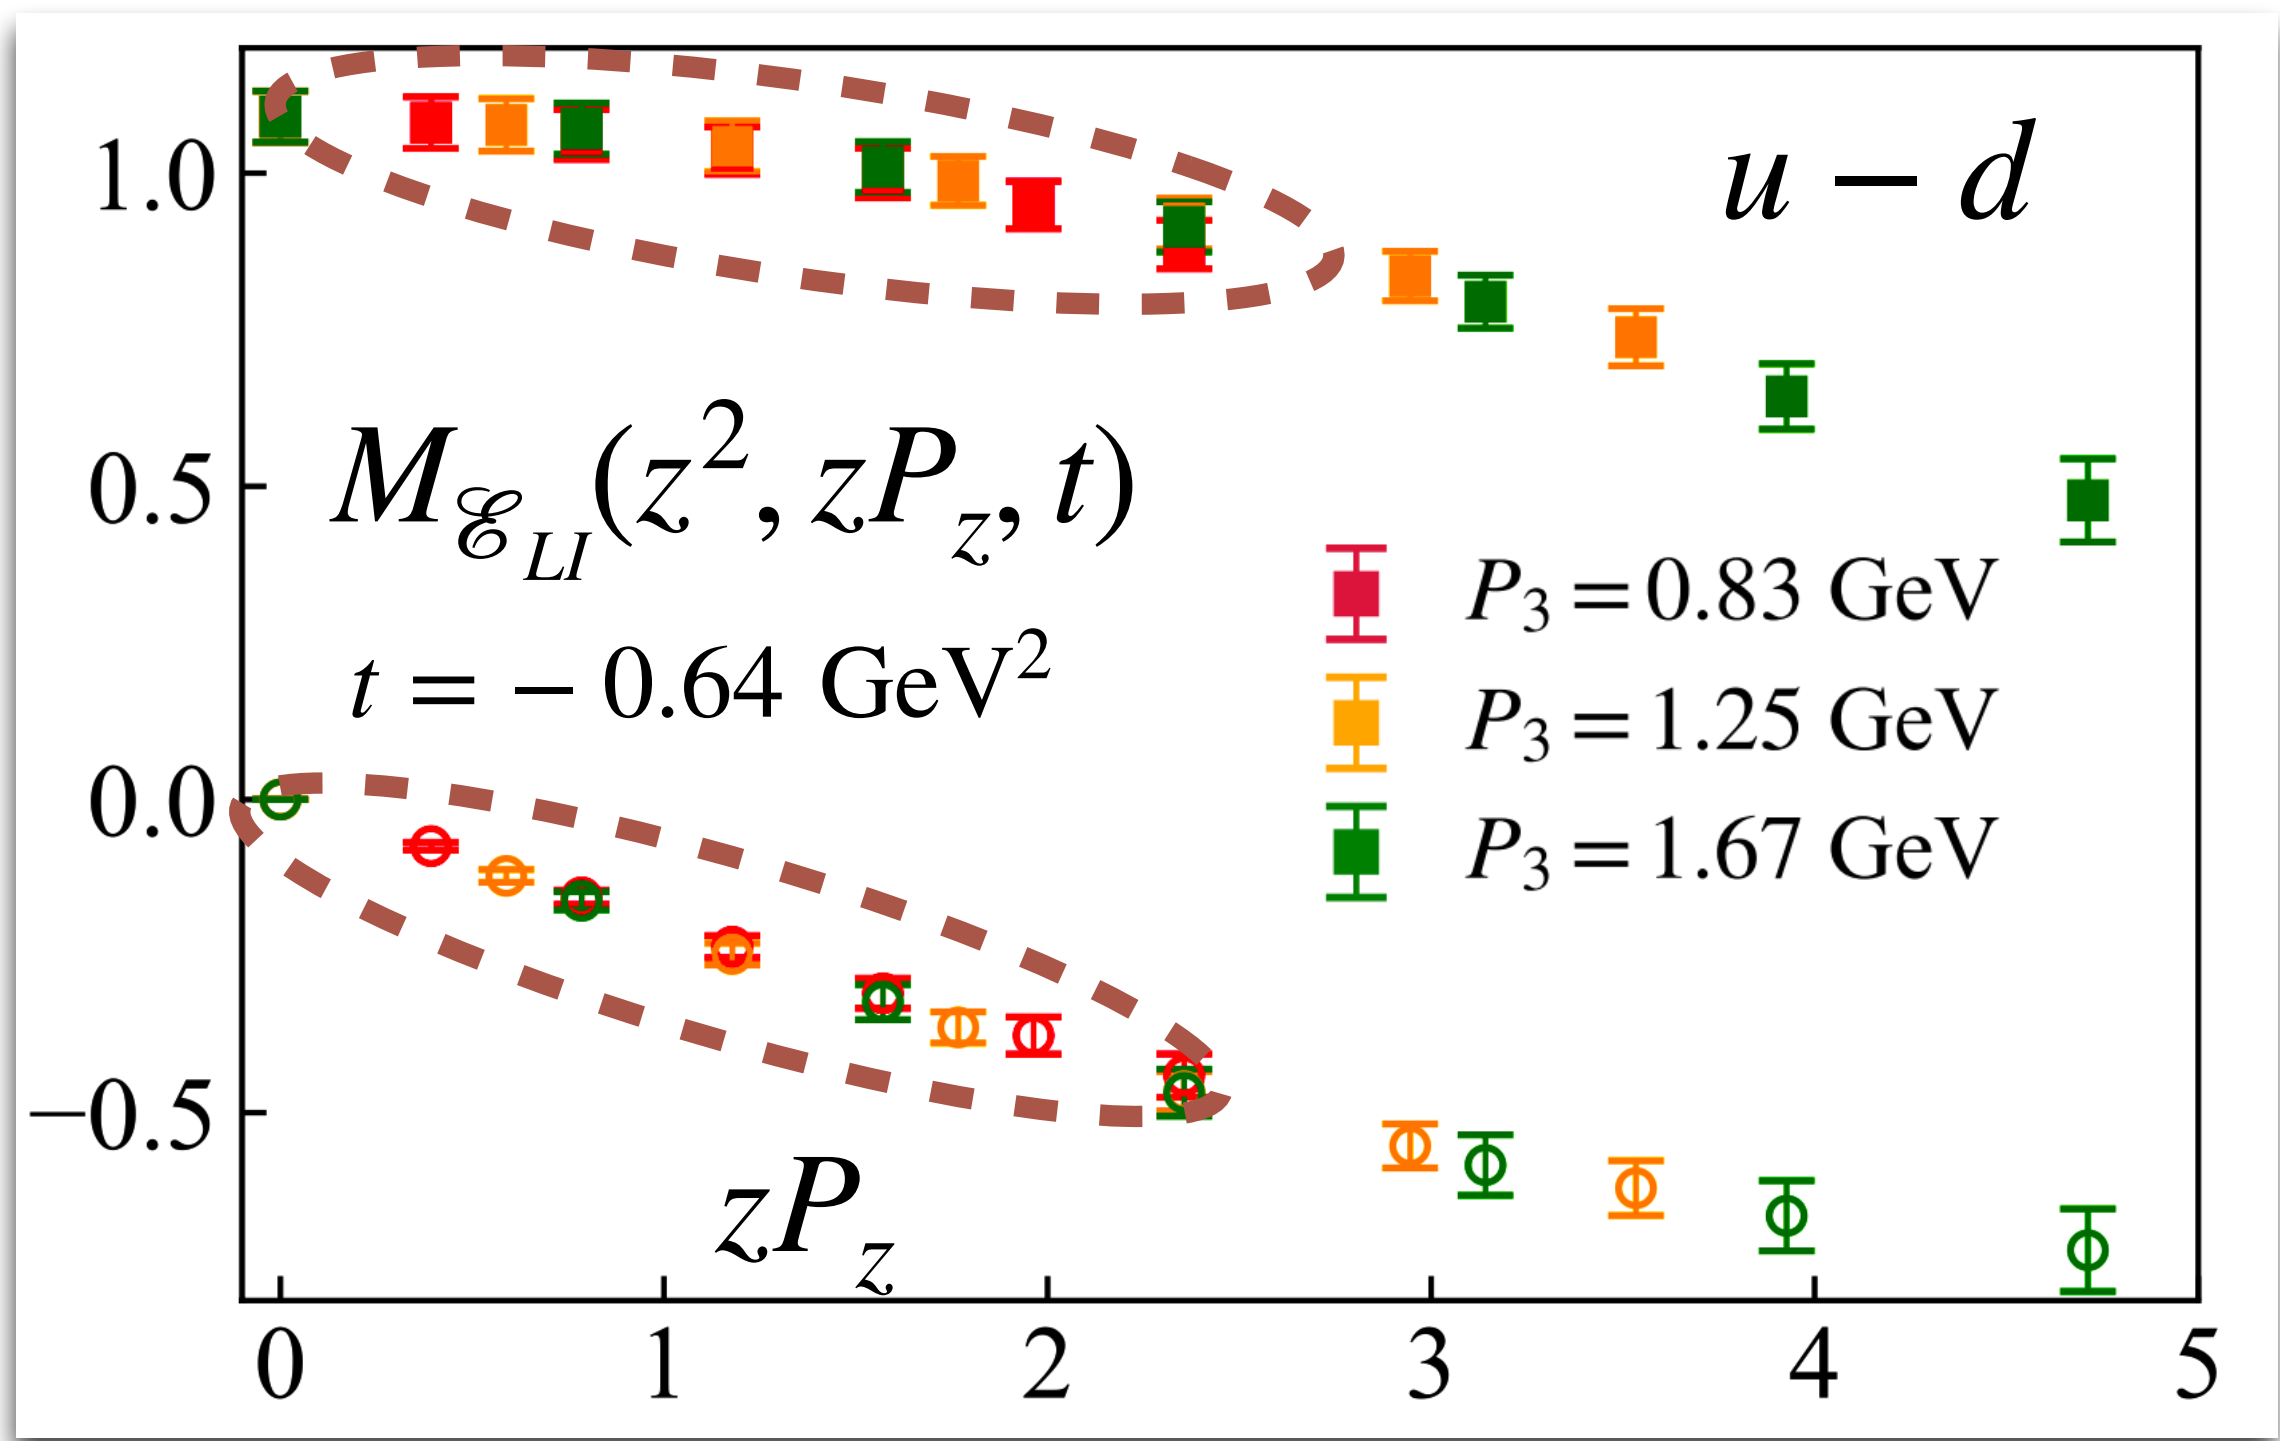 1.0
u − d
0.5
M_{ℰ_{LI}}(z², zP_z, t)
P₃ = 0.83 GeV
t = − 0.64 GeV²
P₃ = 1.25 GeV
0.0
P₃ = 1.67 GeV
−0.5
zP_z
0 1 2 3 4 5